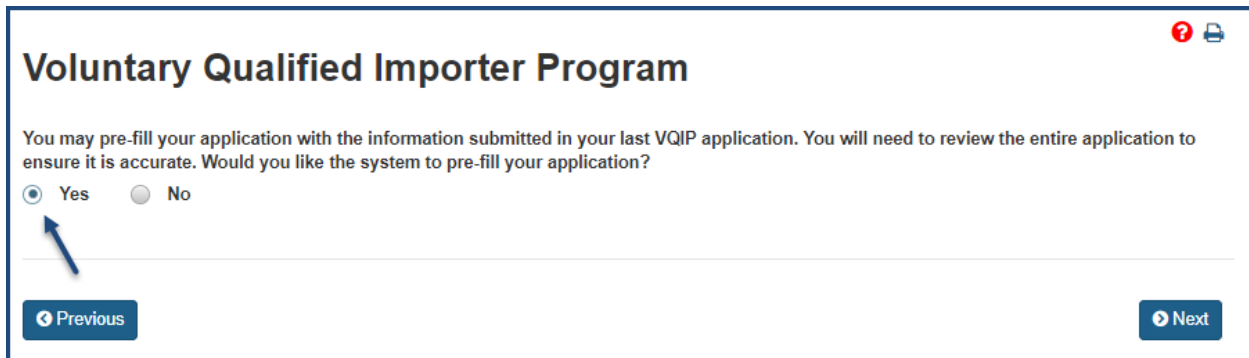 Voluntary Qualified Importer Program
You may pre-fill your application with the information submitted in your last VQIP application. You will need to review the entire application to
ensure it is accurate. Would you like the system to pre-fill your application?
Yes No
Previous Next